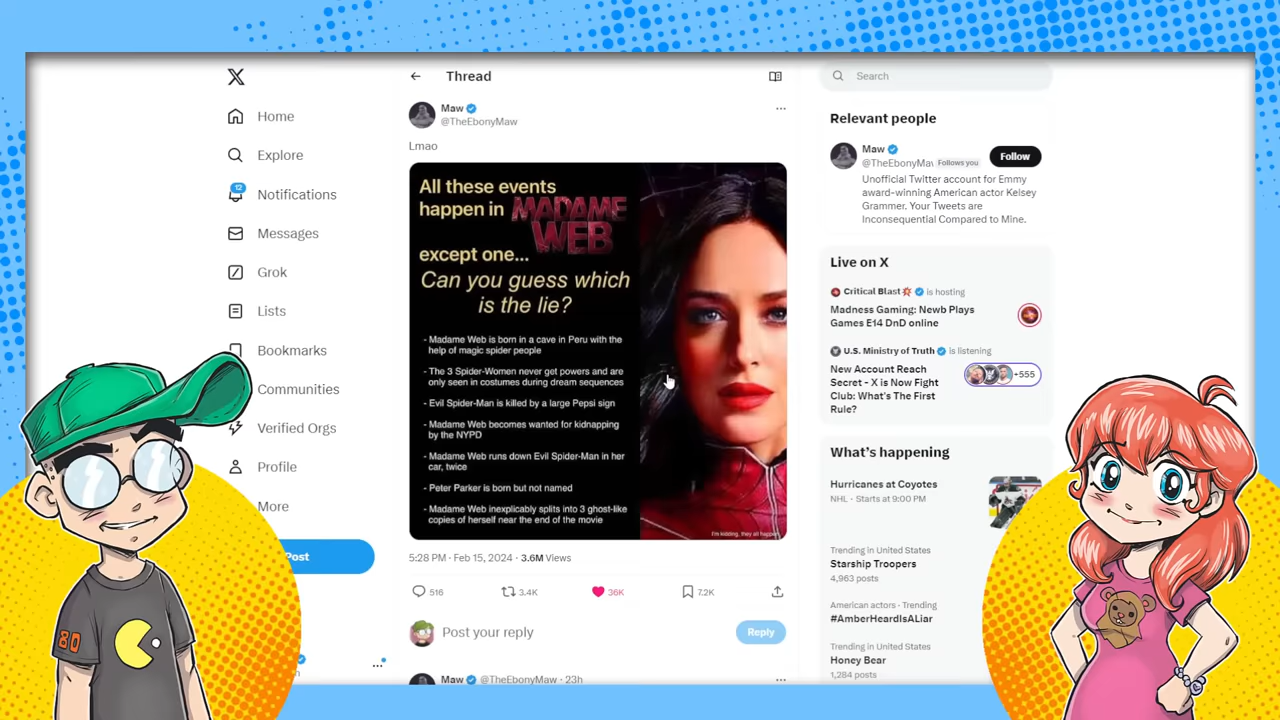 Home
Explore
12
Notifications
Messages
Grok
Lists
Bookmarks
Communities
Verified Orgs
Profile
More
Post
Thread
Maw
@TheEbonyMaw
Lmao
All these events
happen in MADAME
WEB
except one...
Can you guess which
is the lie?
- Madame Web is born in a cave in Peru with the
help of magic spider people
- The 3 Spider-Women never get powers and are
only seen in costumes during dream sequences
- Evil Spider-Man is killed by a large Pepsi sign
- Madame Web becomes wanted for kidnapping
by the NYPD
- Madame Web runs down Evil Spider-Man in her
car, twice
- Peter Parker is born but not named
- Madame Web inexplicably splits into 3 ghost-like
copies of herself near the end of the movie
I'm kidding, they all happen
5:28 PM · Feb 15, 2024 · 3.6M Views
516
3.4K
36K
7.2K
Post your reply
Reply
Maw @TheEbonyMaw · 23h
Search
Relevant people
Maw
@TheEbonyMaw Follows you
Follow
Unofficial Twitter account for Emmy
award-winning American actor Kelsey
Grammer. Your Tweets are
Inconsequential Compared to Mine.
Live on X
Critical Blast is hosting
Madness Gaming: Newb Plays
Games E14 DnD online
U.S. Ministry of Truth is listening
New Account Reach
Secret - X is Now Fight
Club: What's The First
Rule?
+555
What's happening
Hurricanes at Coyotes
NHL · Starts at 9:00 PM
Trending in United States
Starship Troopers
4,963 posts
American actors · Trending
#AmberHeardIsALiar
Trending in United States
Honey Bear
1,284 posts
80